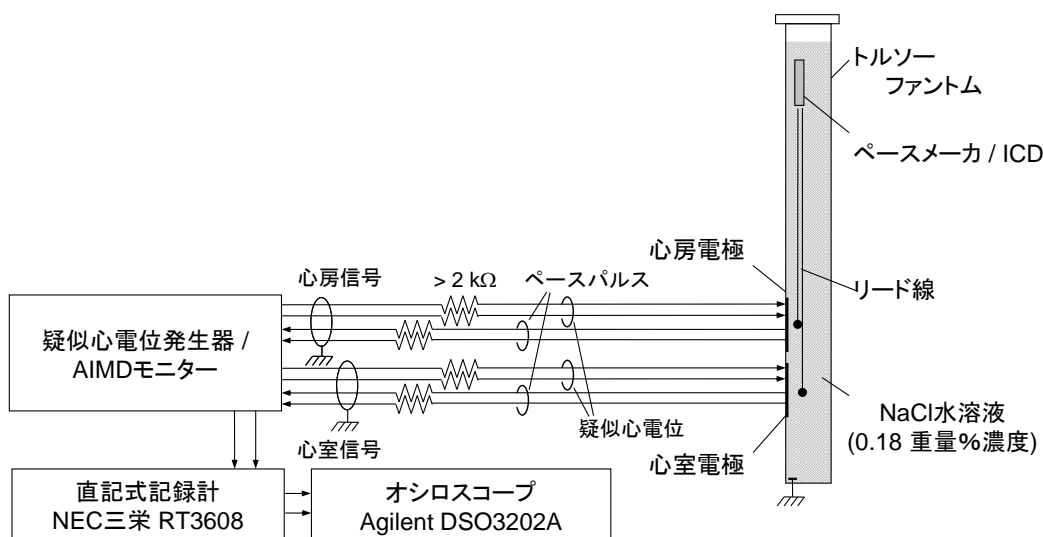 トルソー
ファントム
ペースメーカ / ICD
心房電極
リード線
心房信号
> 2 kΩ
ペースパルス
疑似心電位発生器 /
AIMDモニター
疑似心電位
心室信号
心室電極
NaCl水溶液
(0.18 重量%濃度)
直記式記録計
NEC三栄 RT3608
オシロスコープ
Agilent DSO3202A